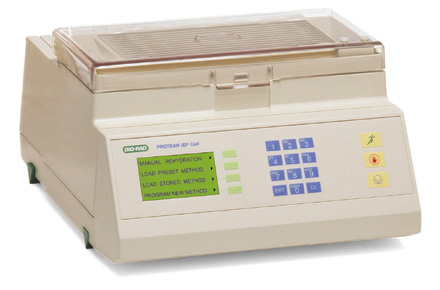 BIO-RAD PROTEAN IEF Cell
MANUAL REHYDRATION
LOAD PRESET METHOD
LOAD STORED METHOD
PROGRAM NEW METHOD
1 2 3
4 5 6
7 8 9
EXIT 0 CE